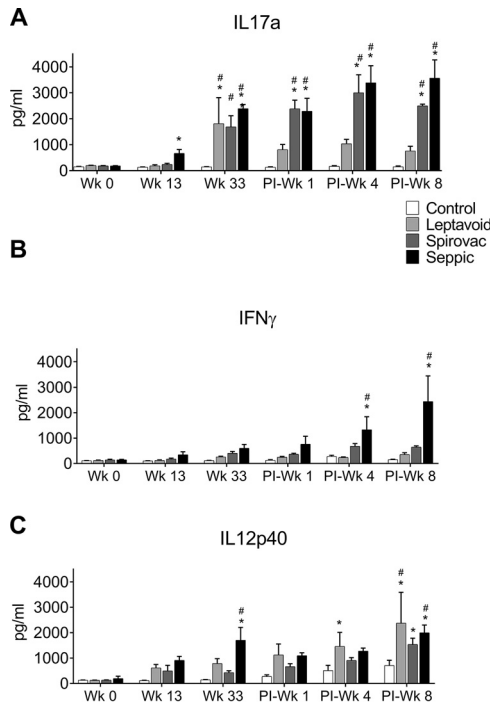 A
IL17a
pg/ml
4000
3000
2000
1000
0
# # # # # # # # #
* * * * * * * * *
Wk 0 Wk 13 Wk 33 PI-Wk 1 PI-Wk 4 PI-Wk 8
Control
Leptavoid
Spirovac
Seppic
B
IFNγ
pg/ml
4000
3000
2000
1000
0
# #
* *
Wk 0 Wk 13 Wk 33 PI-Wk 1 PI-Wk 4 PI-Wk 8
C
IL12p40
pg/ml
4000
3000
2000
1000
0
# # #
* * * * *
Wk 0 Wk 13 Wk 33 PI-Wk 1 PI-Wk 4 PI-Wk 8